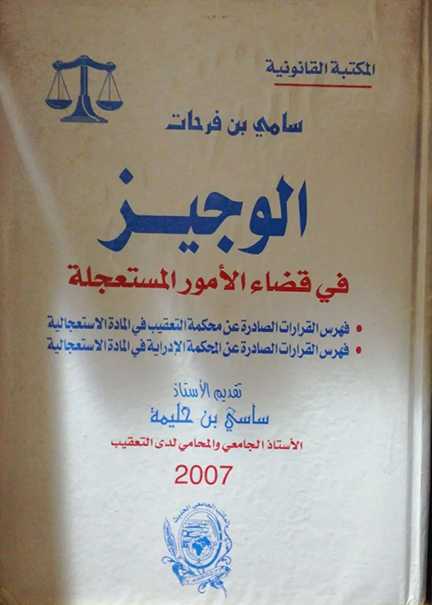 المكتبة القانونية
سامي بن فرحات
الوجيز
في قضاء الأمور المستعجلة
• فهرس القرارات الصادرة عن محكمة التعقيب في المادة الاستعجالية
• فهرس القرارات الصادرة عن المحكمة الإدراية في المادة الاستعجالية
تقديم الأستاذ
ساسي بن حليمة
الأستاذ الجامعي والمحامي لدى التعقيب
2007